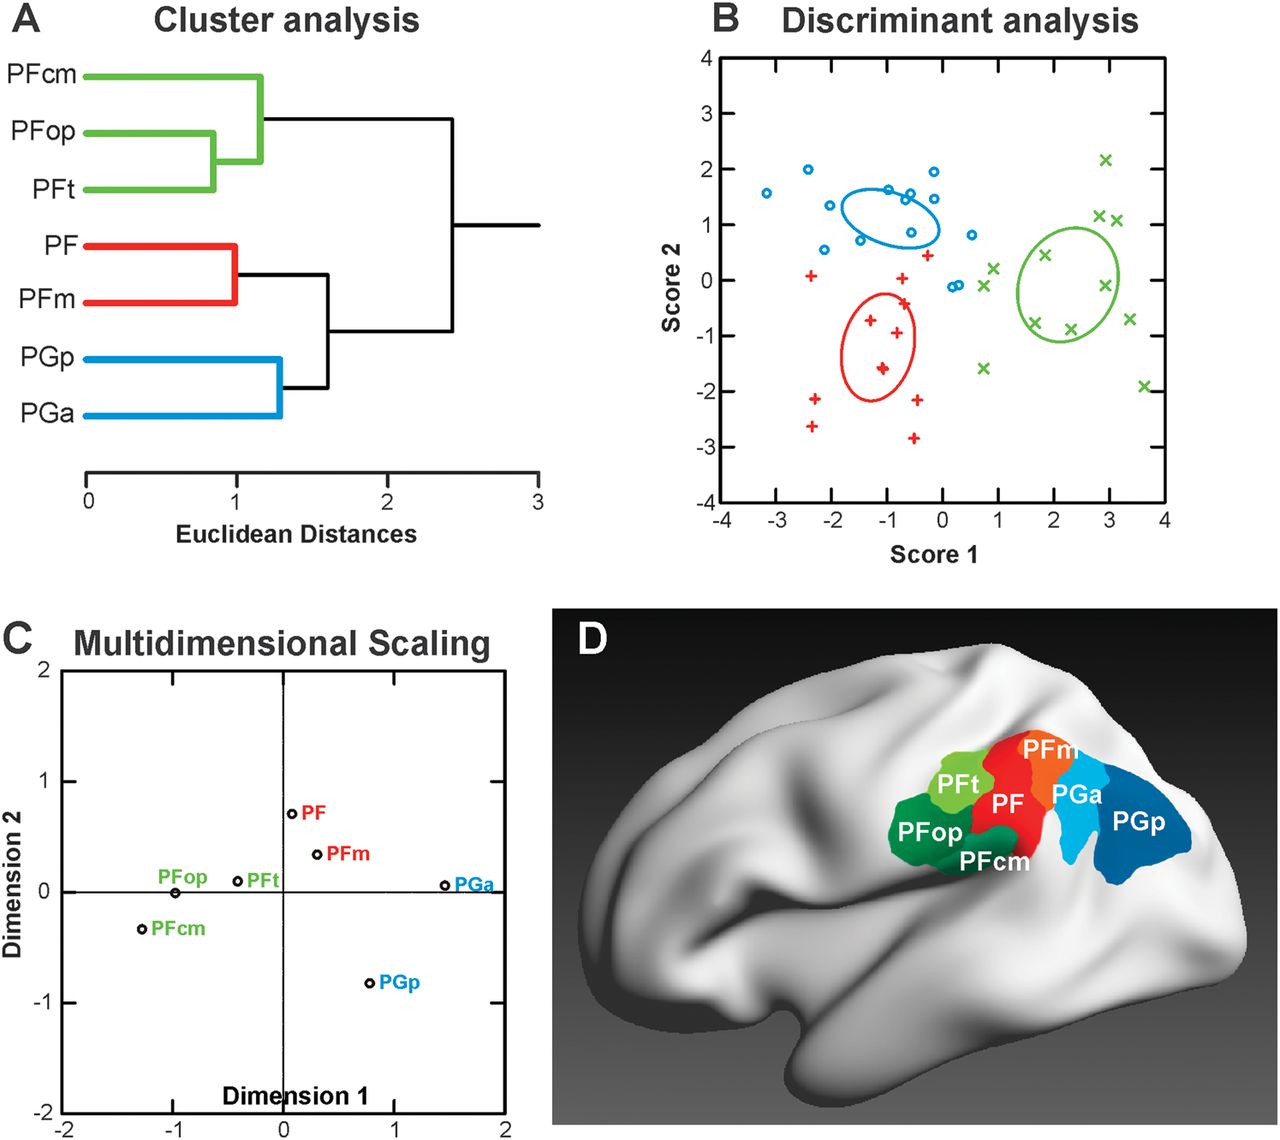 A Cluster analysis
PFcm
PFop
PFt
PF
PFm
PGp
PGa
0 1 2 3
Euclidean Distances
B Discriminant analysis
4
3
2
1
0
-1
-2
-3
-4
Score 2
-4 -3 -2 -1 0 1 2 3 4
Score 1
C Multidimensional Scaling
2
1
0
-1
-2
Dimension 2
PF
PFm
PFop
PFt
PGa
PFcm
PGp
Dimension 1
-2 -1 0 1 2
D
PFm
PFt
PGa
PF
PGp
PFop
PFcm